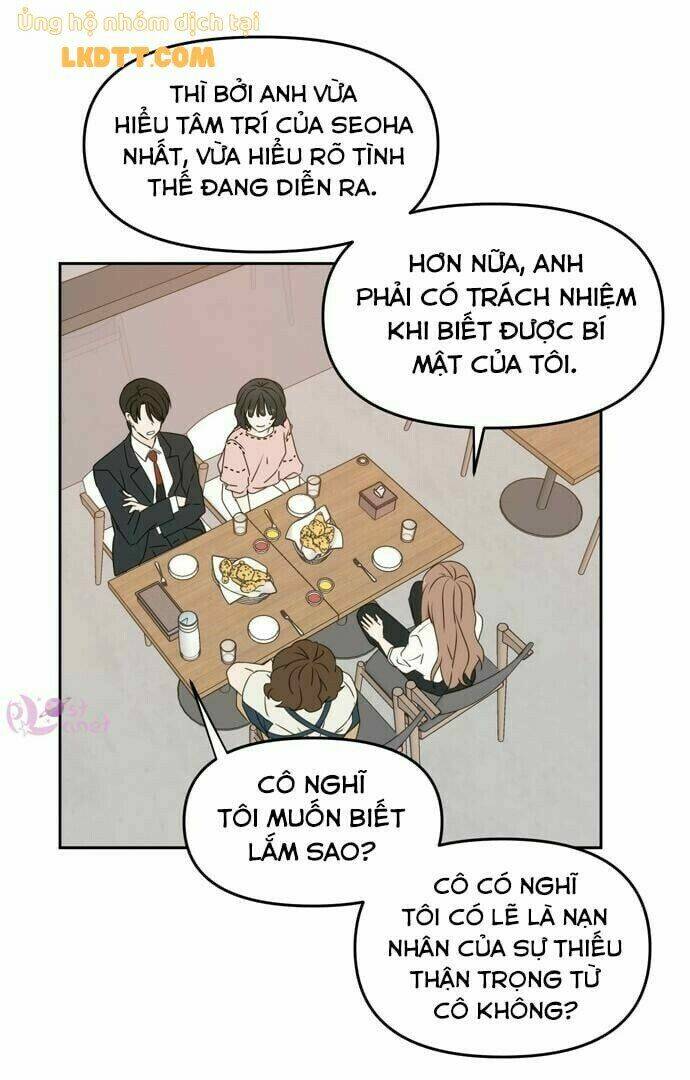 Ủng hộ nhóm dịch tại
LKDTT.COM
THÌ BỞI ANH VỪA
HIỂU TÂM TRÍ CỦA SEOHA
NHẤT, VỪA HIỂU RÕ TÌNH
THẾ ĐANG DIỄN RA.
HƠN NỮA, ANH
PHẢI CÓ TRÁCH NHIỆM
KHI BIẾT ĐƯỢC BÍ
MẬT CỦA TÔI.
Lost
Planet
CÔ NGHĨ
TÔI MUỐN BIẾT
LẮM SAO?
CÔ CÓ NGHĨ
TÔI CÓ LẼ LÀ NẠN
NHÂN CỦA SỰ THIẾU
THẬN TRỌNG TỪ
CÔ KHÔNG?